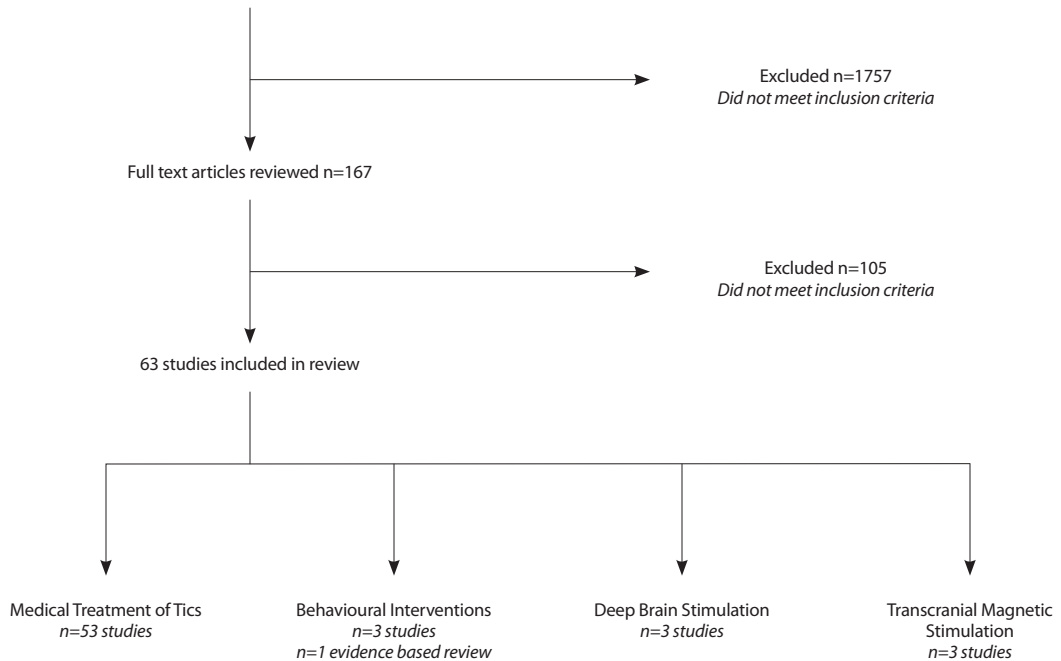 Excluded n=1757
Did not meet inclusion criteria
Full text articles reviewed n=167
Excluded n=105
Did not meet inclusion criteria
63 studies included in review
Medical Treatment of Tics
n=53 studies
Behavioural Interventions
n=3 studies
n=1 evidence based review
Deep Brain Stimulation
n=3 studies
Transcranial Magnetic
Stimulation
n=3 studies